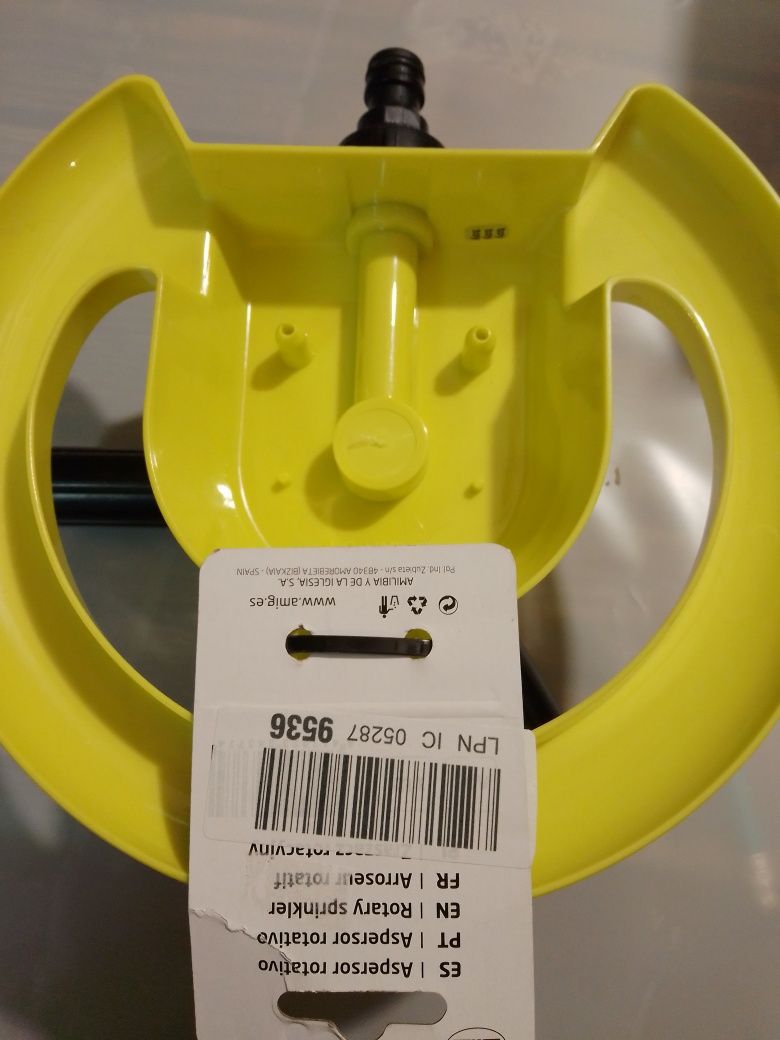 ES | Aspersor rotativo
PT | Aspersor rotativo
EN | Rotary sprinkler
FR | Arroseur rotatif
LPN IC 05287 9536
www.amig.es
AMILIBIA Y DE LA IGLESIA, S.A.
Pol Ind. Zubieta s/n - 48340 AMOREBIETA (BIZKAIA) - SPAIN